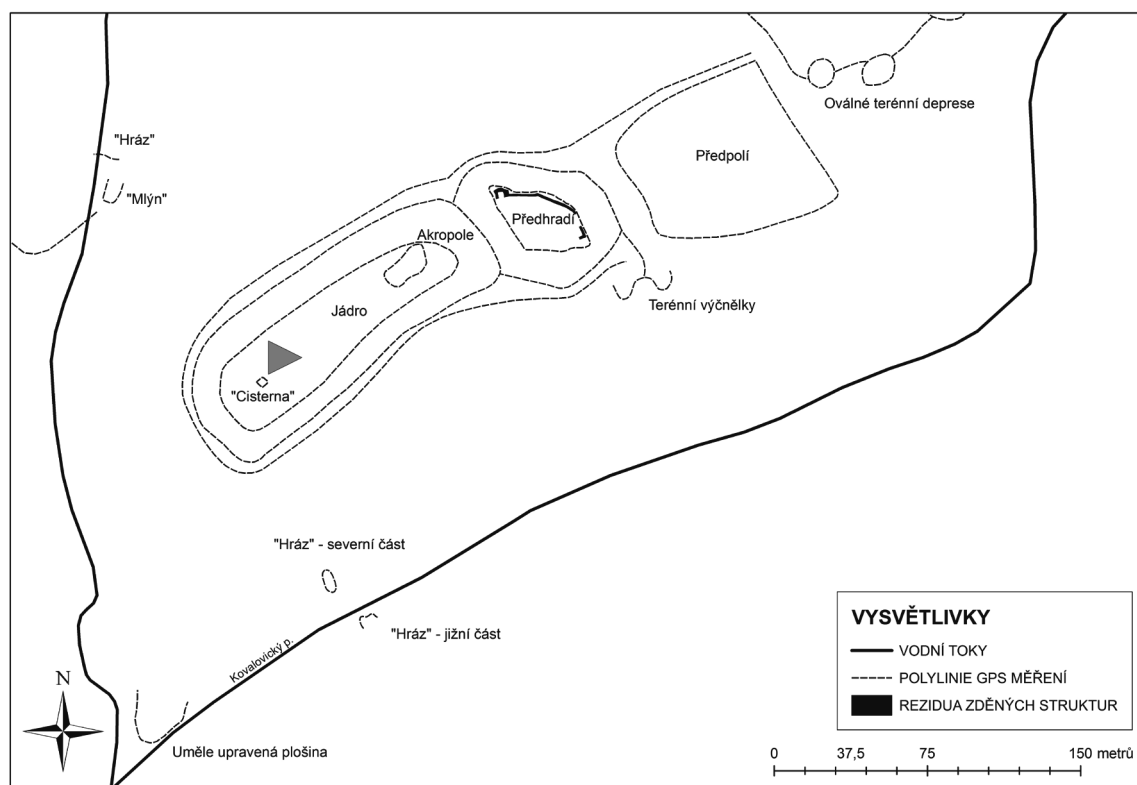 Oválné terénní deprese
"Hráz"
Předpolí
"Mlýn"
Předhradí
Akropole
Terénní výčnělky
Jádro
"Cisterna"
"Hráz" - severní část
"Hráz" - jižní část
Kovalovický p.
N
Uměle upravená plošina
VYSVĚTLIVKY
VODNÍ TOKY
POLYLINIE GPS MĚŘENÍ
REZIDUA ZDĚNÝCH STRUKTUR
0 37,5 75 150 metrů